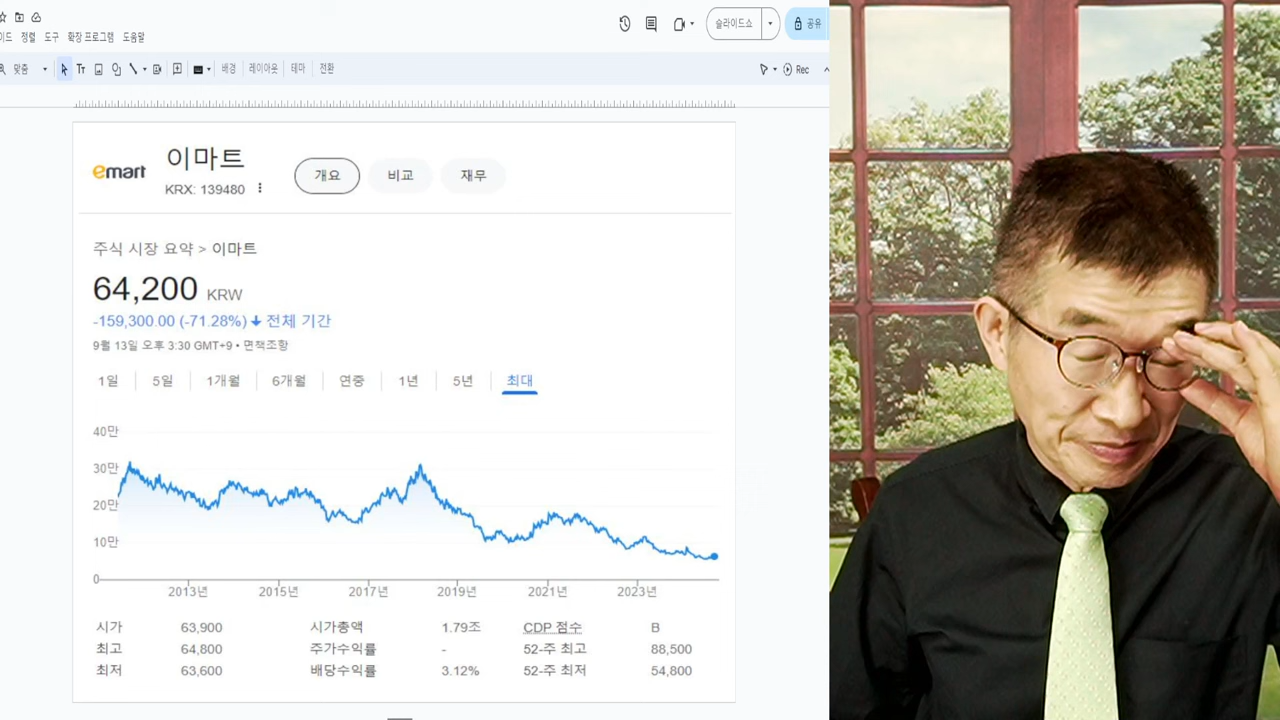 이드 정렬 도구 확장 프로그램 도움말
슬라이드쇼 공유
맞춤 Tr 배경 레이아웃 테마 전환 Rec
emart
이마트
KRX: 139480
개요 비교 재무
주식 시장 요약 > 이마트
64,200 KRW
-159,300.00 (-71.28%) 전체 기간
9월 13일 오후 3:30 GMT+9 • 면책조항
1일 5일 1개월 6개월 연중 1년 5년 최대
40만
30만
20만
10만
0
2013년 2015년 2017년 2019년 2021년 2023년
시가 63,900 시가총액 1.79조 CDP 점수 B
최고 64,800 주가수익률 - 52-주 최고 88,500
최저 63,600 배당수익률 3.12% 52-주 최저 54,800